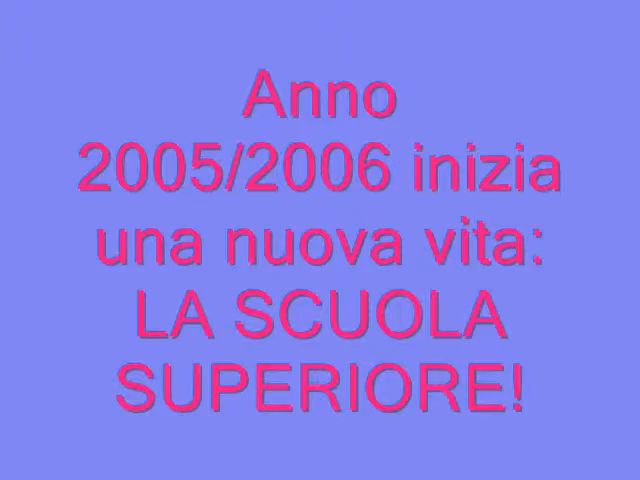 Anno
2005/2006 inizia
una nuova vita:
LA SCUOLA
SUPERIORE!